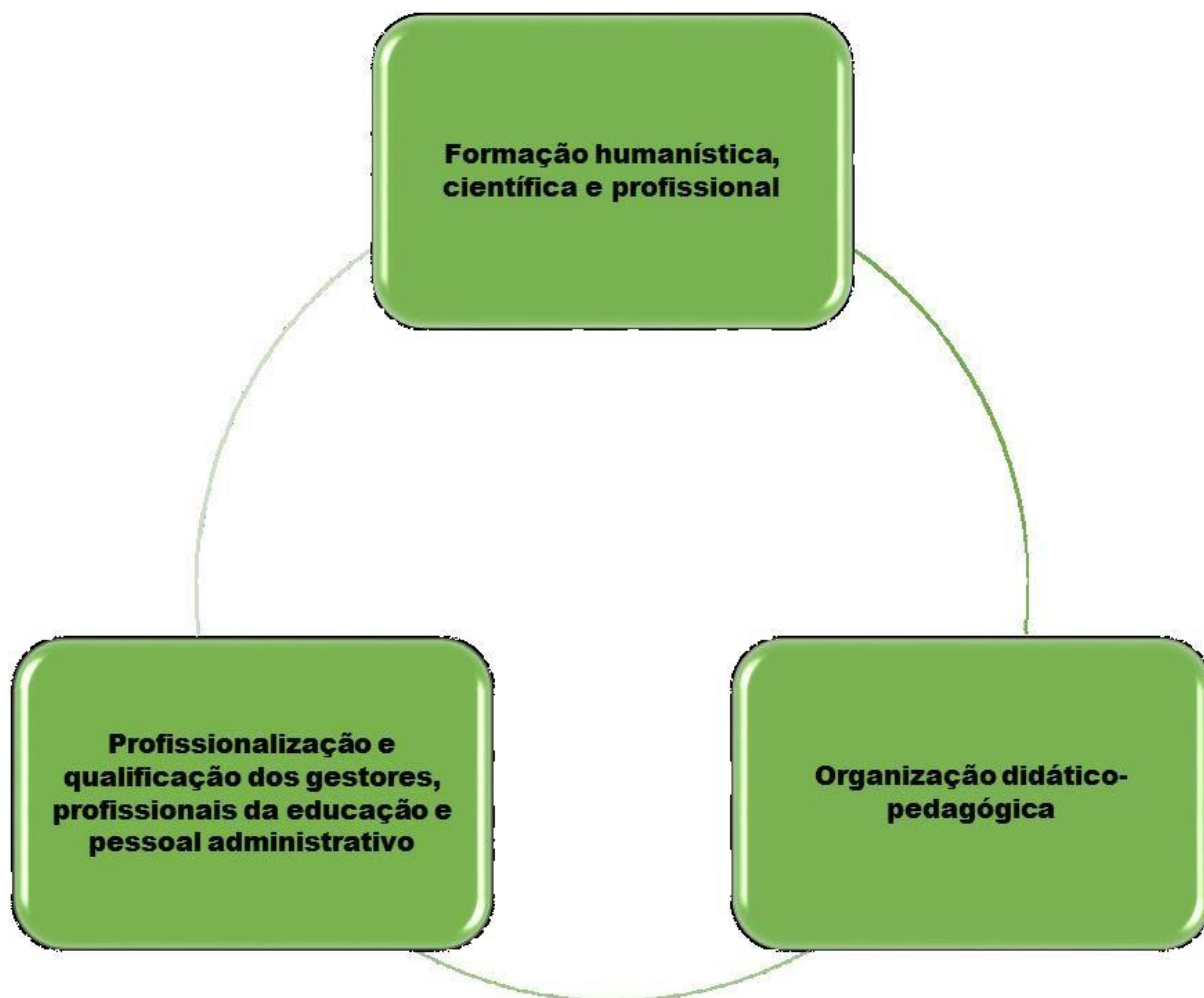 Formação humanística,
científica e profissional
Profissionalização e
qualificação dos gestores,
profissionais da educação e
pessoal administrativo
Organização didático-
pedagógica